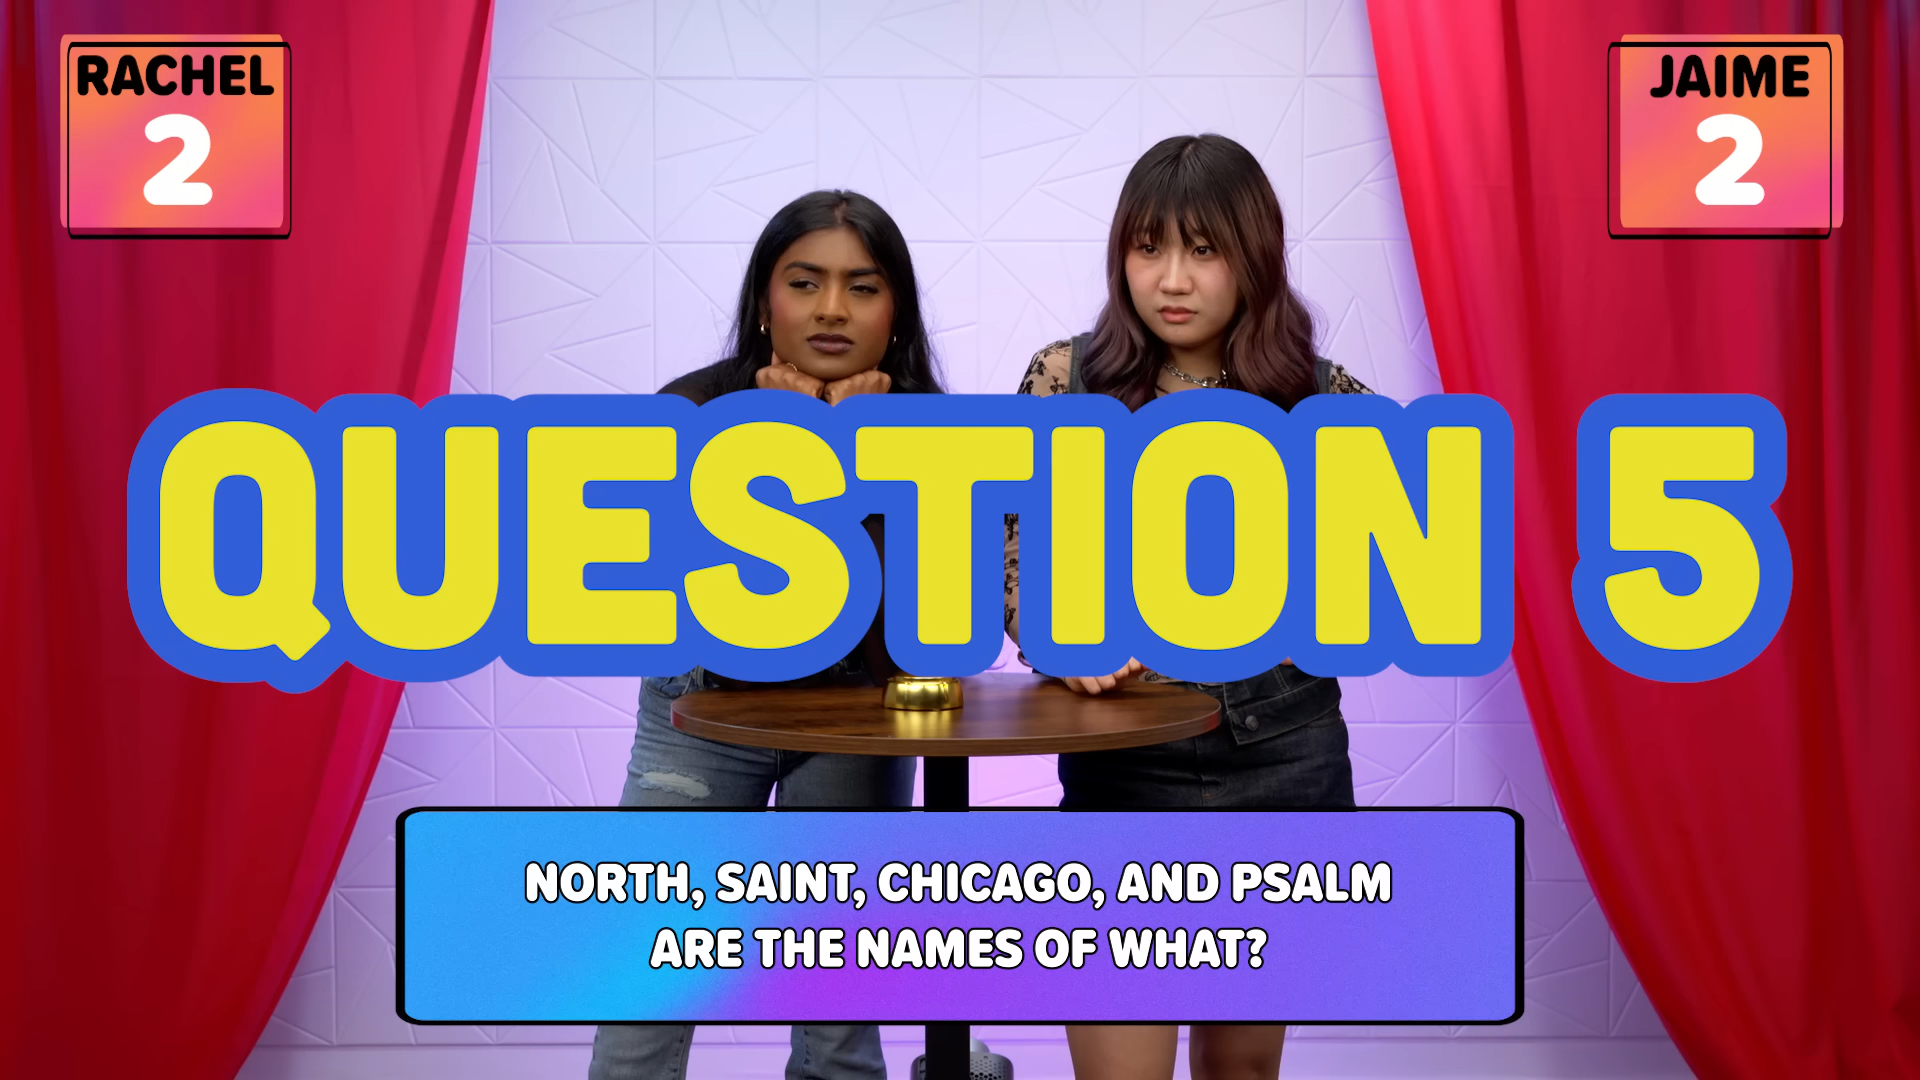 RACHEL
2
JAIME
2
QUESTION 5
NORTH, SAINT, CHICAGO, AND PSALM
ARE THE NAMES OF WHAT?